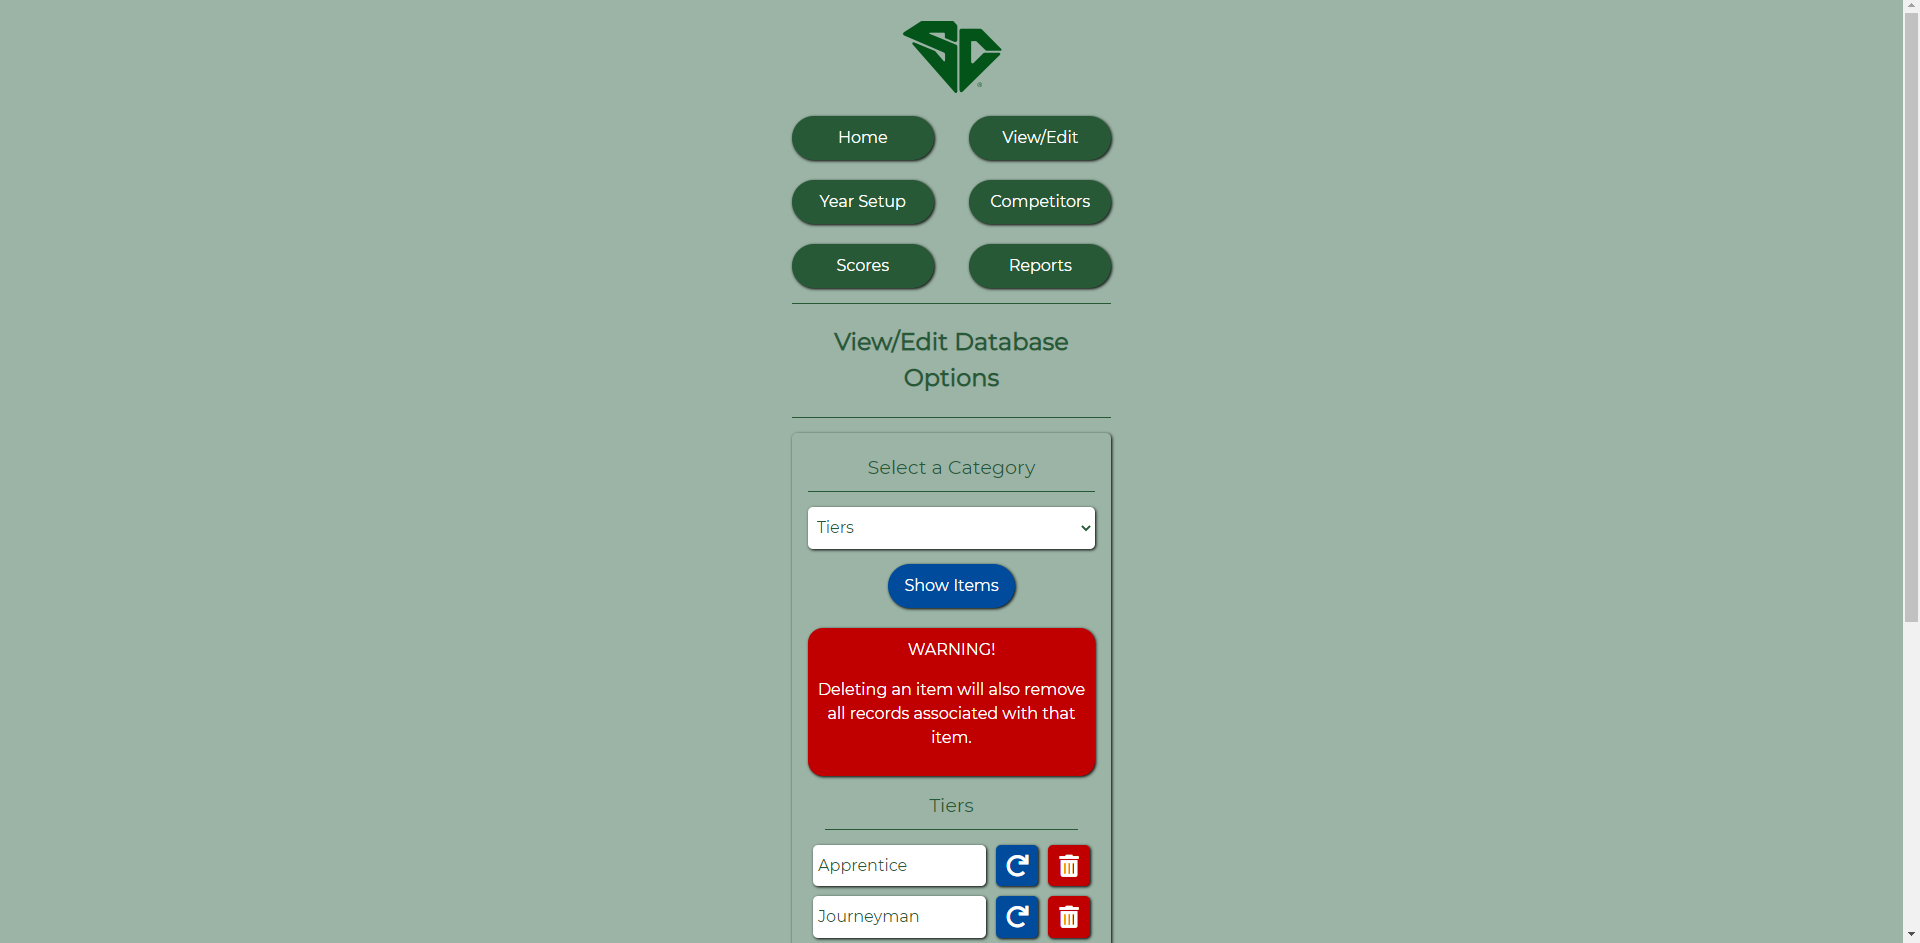 SC
®
Home
View/Edit
Year Setup
Competitors
Scores
Reports
View/Edit Database
Options
Select a Category
Tiers
Show Items
WARNING!
Deleting an item will also remove
all records associated with that
item.
Tiers
Apprentice
Journeyman